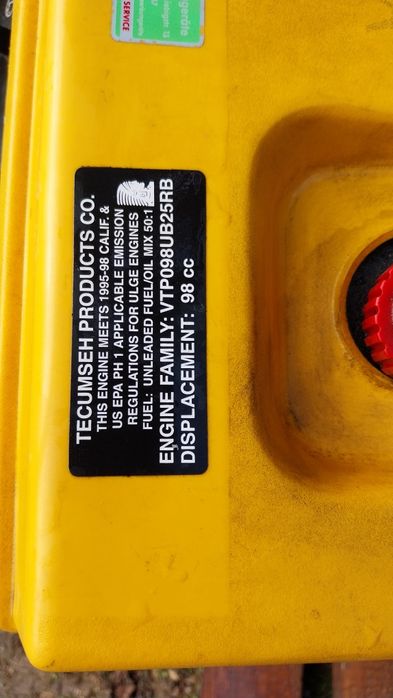 SERVICE
TECUMSEH PRODUCTS CO.
THIS ENGINE MEETS 1995-98 CALIF. &
US EPA PH 1 APPLICABLE EMISSION
REGULATIONS FOR ULGE ENGINES
FUEL: UNLEADED FUEL/OIL MIX 50:1
ENGINE FAMILY: VTP098UB25RB
DISPLACEMENT: 98 cc